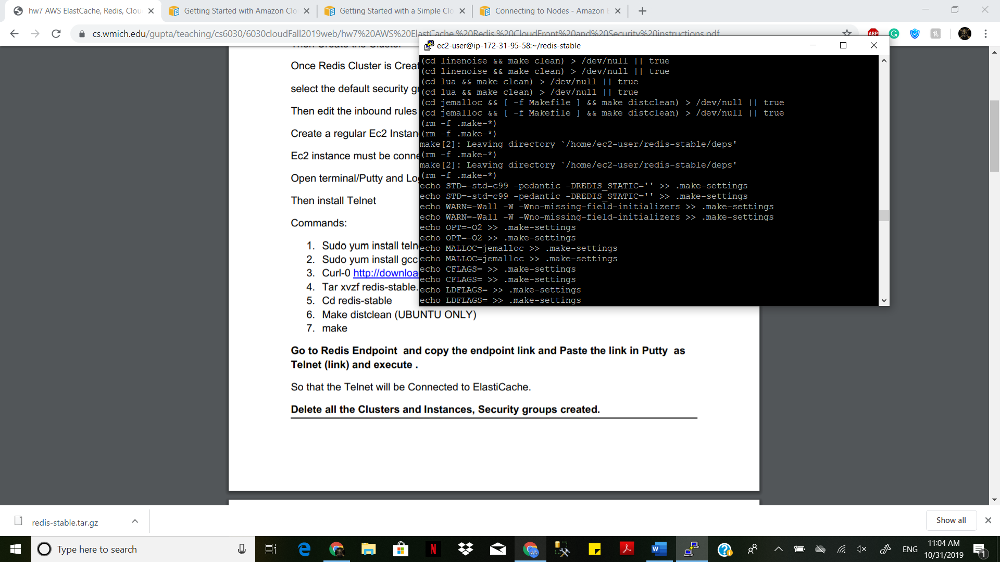 hw7 AWS ElastCache, Redis, Clou
Getting Started with Amazon Clo
Getting Started with a Simple Clo
Connecting to Nodes - Amazon E
cs.wmich.edu/gupta/teaching/cs6030/6030cloudFall2019web/hw7%20AWS%20ElastCache,%20Redis,%20CloudFront%20and%20Security%20instructions.pdf
ABP
ec2-user@ip-172-31-95-58:~/redis-stable
(cd linenoise && make clean) > /dev/null || true
(cd linenoise && make clean) > /dev/null || true
(cd lua && make clean) > /dev/null || true
(cd lua && make clean) > /dev/null || true
(cd jemalloc && [ -f Makefile ] && make distclean) > /dev/null || true
(cd jemalloc && [ -f Makefile ] && make distclean) > /dev/null || true
(rm -f .make-*)
(rm -f .make-*)
make[2]: Leaving directory `/home/ec2-user/redis-stable/deps'
(rm -f .make-*)
make[2]: Leaving directory `/home/ec2-user/redis-stable/deps'
(rm -f .make-*)
echo STD=-std=c99 -pedantic -DREDIS_STATIC='' >> .make-settings
echo STD=-std=c99 -pedantic -DREDIS_STATIC='' >> .make-settings
echo WARN=-Wall -W -Wno-missing-field-initializers >> .make-settings
echo WARN=-Wall -W -Wno-missing-field-initializers >> .make-settings
echo OPT=-O2 >> .make-settings
echo OPT=-O2 >> .make-settings
echo MALLOC=jemalloc >> .make-settings
echo MALLOC=jemalloc >> .make-settings
echo CFLAGS= >> .make-settings
echo CFLAGS= >> .make-settings
echo LDFLAGS= >> .make-settings
echo LDFLAGS= >> .make-settings
Then Create the Cluster
Once Redis Cluster is Creat
select the default security gr
Then edit the inbound rules
Create a regular Ec2 Instan
Ec2 instance must be conne
Open terminal/Putty and Lo
Then install Telnet
Commands:
1. Sudo yum install teln
2. Sudo yum install gcc
3. Curl-0 http://downloa
4. Tar xvzf redis-stable.
5. Cd redis-stable
6. Make distclean (UBUNTU ONLY)
7. make
Go to Redis Endpoint and copy the endpoint link and Paste the link in Putty as
Telnet (link) and execute .
So that the Telnet will be Connected to ElastiCache.
Delete all the Clusters and Instances, Security groups created.
redis-stable.tar.gz
Show all
Type here to search
ENG
11:04 AM
10/31/2019
1